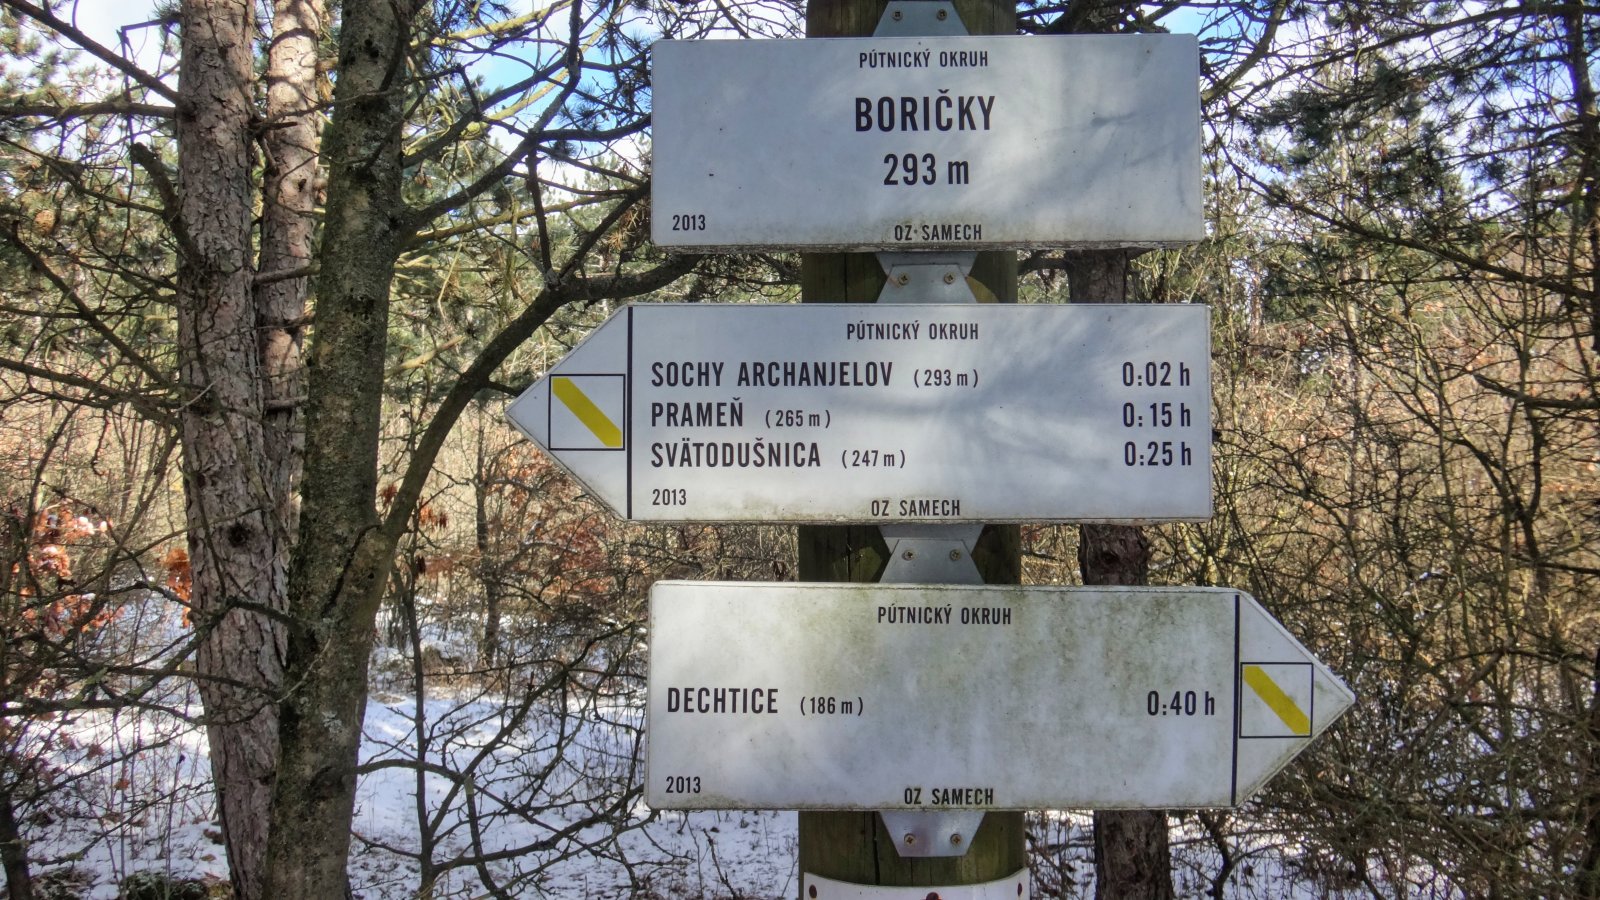 PÚTNICKÝ OKRUH
BORIČKY
293 m
2013 OZ SAMECH
PÚTNICKÝ OKRUH
SOCHY ARCHANJELOV (293 m) 0:02 h
PRAMEŇ (265 m) 0:15 h
SVÄTODUŠNICA (247 m) 0:25 h
2013 OZ SAMECH
PÚTNICKÝ OKRUH
DECHTICE (186 m) 0:40 h
2013 OZ SAMECH